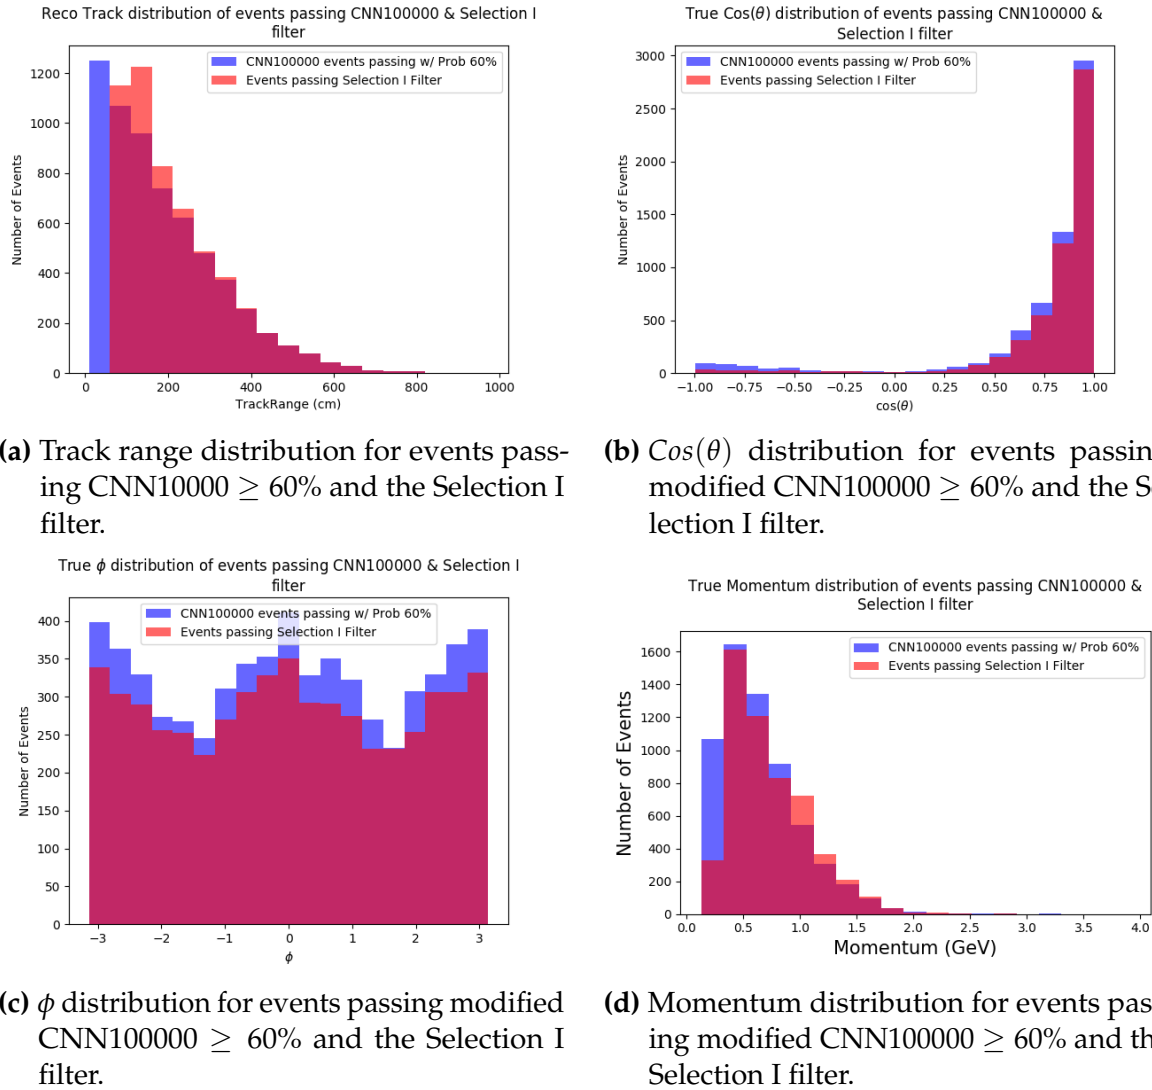 Reco Track distribution of events passing CNN100000 & Selection I
filter
CNN100000 events passing w/ Prob 60%
Events passing Selection I Filter
Number of Events
1200
1000
800
600
400
200
0
0 200 400 600 800 1000
TrackRange (cm)
(a) Track range distribution for events pass-
ing CNN10000 ≥ 60% and the Selection I
filter.
True Cos(θ) distribution of events passing CNN100000 &
Selection I filter
CNN100000 events passing w/ Prob 60%
Events passing Selection I Filter
Number of Events
3000
2500
2000
1500
1000
500
0
−1.00 −0.75 −0.50 −0.25 0.00 0.25 0.50 0.75 1.00
cos(θ)
(b) Cos(θ) distribution for events passin
modified CNN100000 ≥ 60% and the Se
lection I filter.
True ϕ distribution of events passing CNN100000 & Selection I
filter
CNN100000 events passing w/ Prob 60%
Events passing Selection I Filter
Number of Events
400
350
300
250
200
150
100
50
0
−3 −2 −1 0 1 2 3
ϕ
(c) ϕ distribution for events passing modified
CNN100000 ≥ 60% and the Selection I
filter.
True Momentum distribution of events passing CNN100000 &
Selection I filter
CNN100000 events passing w/ Prob 60%
Events passing Selection I Filter
Number of Events
1600
1400
1200
1000
800
600
400
200
0
0.0 0.5 1.0 1.5 2.0 2.5 3.0 3.5 4.0
Momentum (GeV)
(d) Momentum distribution for events pas
ing modified CNN100000 ≥ 60% and th
Selection I filter.